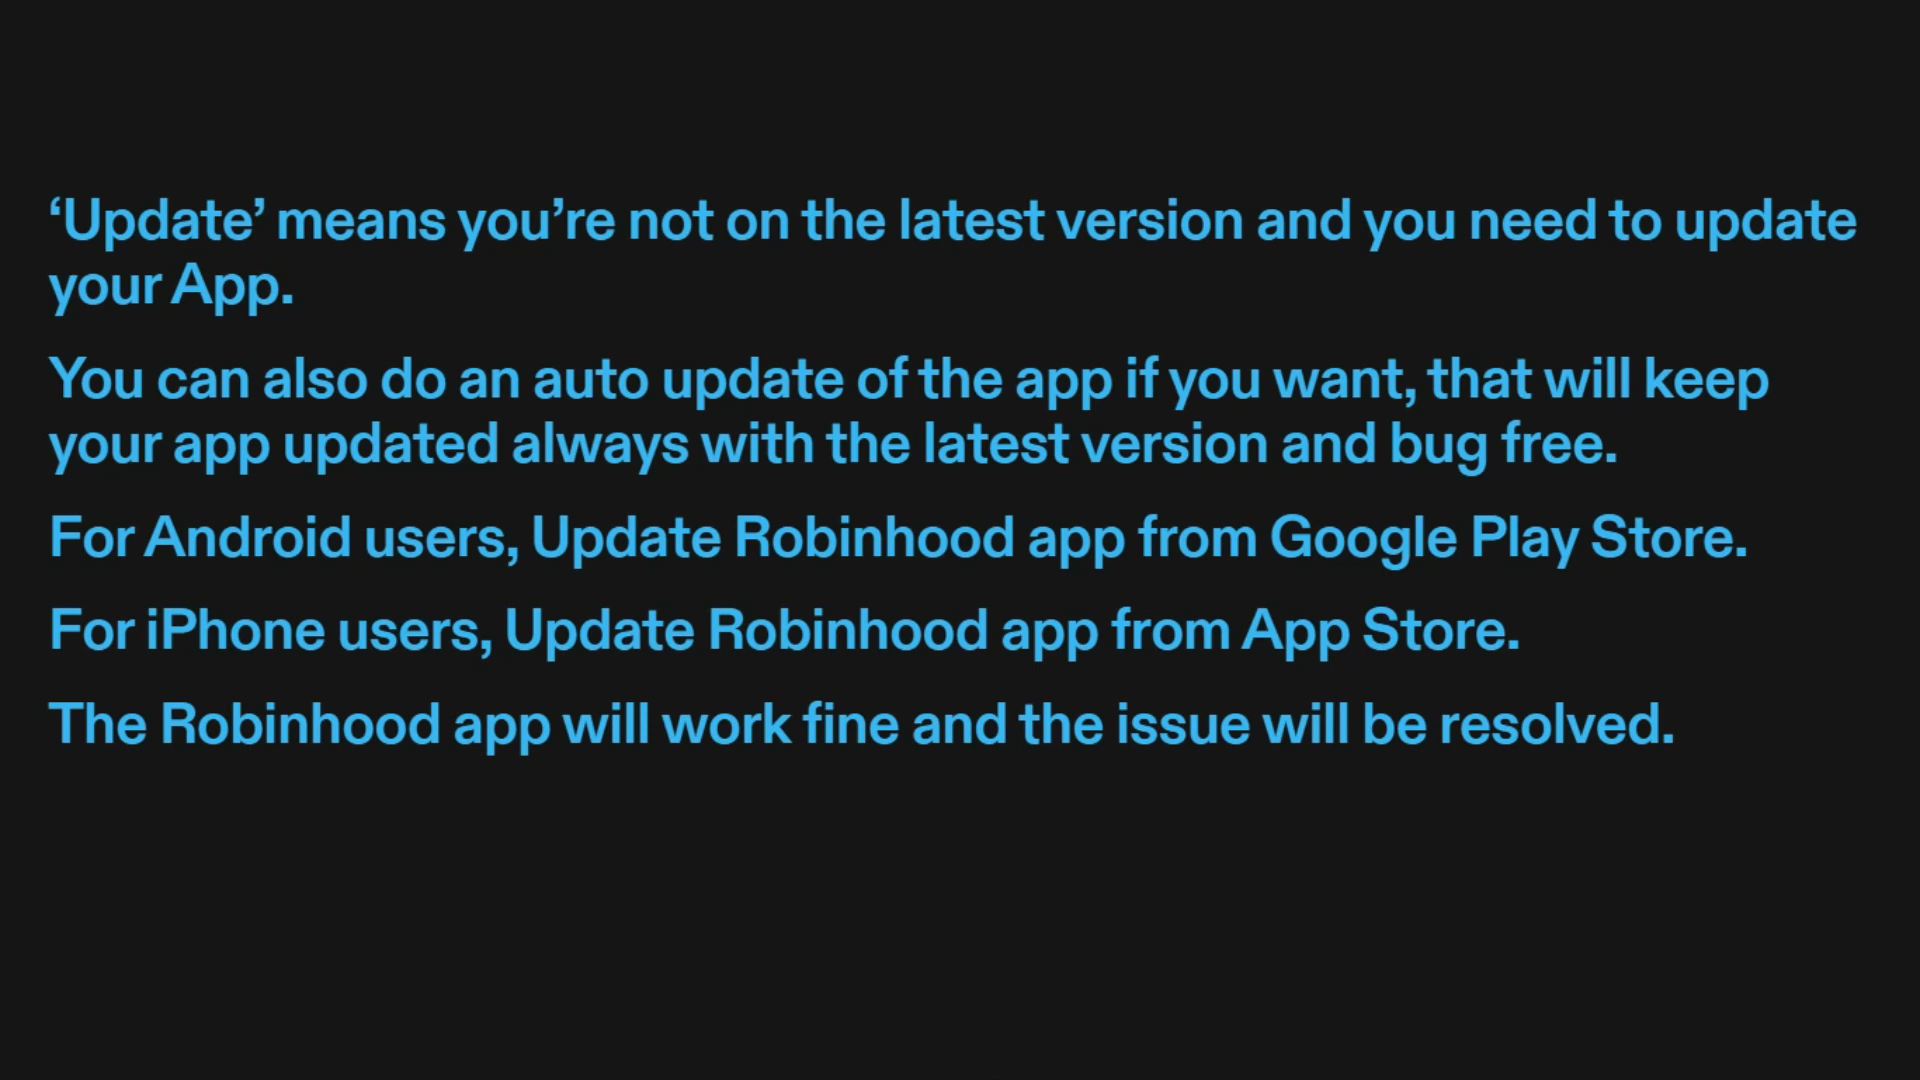 ‘Update’ means you’re not on the latest version and you need to update
your App.
You can also do an auto update of the app if you want, that will keep
your app updated always with the latest version and bug free.
For Android users, Update Robinhood app from Google Play Store.
For iPhone users, Update Robinhood app from App Store.
The Robinhood app will work fine and the issue will be resolved.